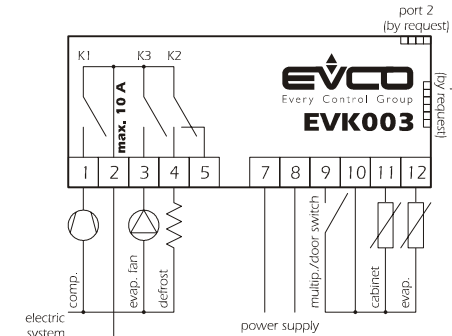 port 2
(by request)
K1 K3 K2
max. 10 A
EVCO
Every Control Group
EVK003
(by request)
1 2 3 4 5 7 8 9 10 11 12
comp.
evap. fan
defrost
multip./door switch
cabinet
evap.
electric
system
power supply